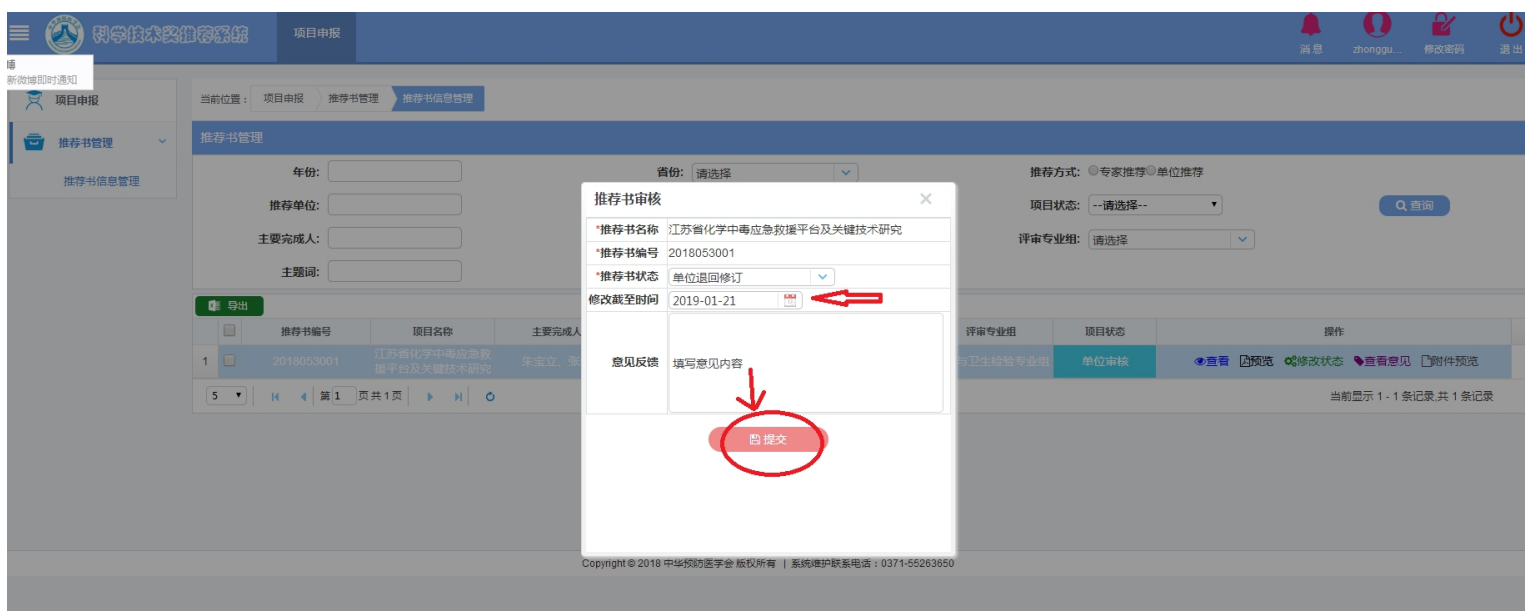 科学技术奖推荐系统
项目申报
消息
zhonggu...
修改密码
退出
博
新微博即时通知
项目申报
推荐书管理
推荐书信息管理
当前位置：
项目申报
推荐书管理
推荐书信息管理
推荐书管理
年份:
省份: 请选择
推荐方式: 专家推荐 单位推荐
推荐单位:
项目状态: --请选择--
查询
主要完成人:
评审专业组: 请选择
主题词:
导出
推荐书编号 项目名称 主要完成人 评审专业组 项目状态 操作
1 2018053001 江苏省化学中毒应急救援平台及关键技术研究 朱宝立、张 与卫生检验专业组 单位审核 查看 预览 修改状态 查看意见 附件预览
5 第 1 页共1页
当前显示 1 - 1 条记录,共 1 条记录
推荐书审核
*推荐书名称 江苏省化学中毒应急救援平台及关键技术研究
*推荐书编号 2018053001
*推荐书状态 单位退回修订
修改截至时间 2019-01-21
意见反馈 填写意见内容
提交
Copyright © 2018 中华预防医学会 版权所有 | 系统维护联系电话：0371-55263650